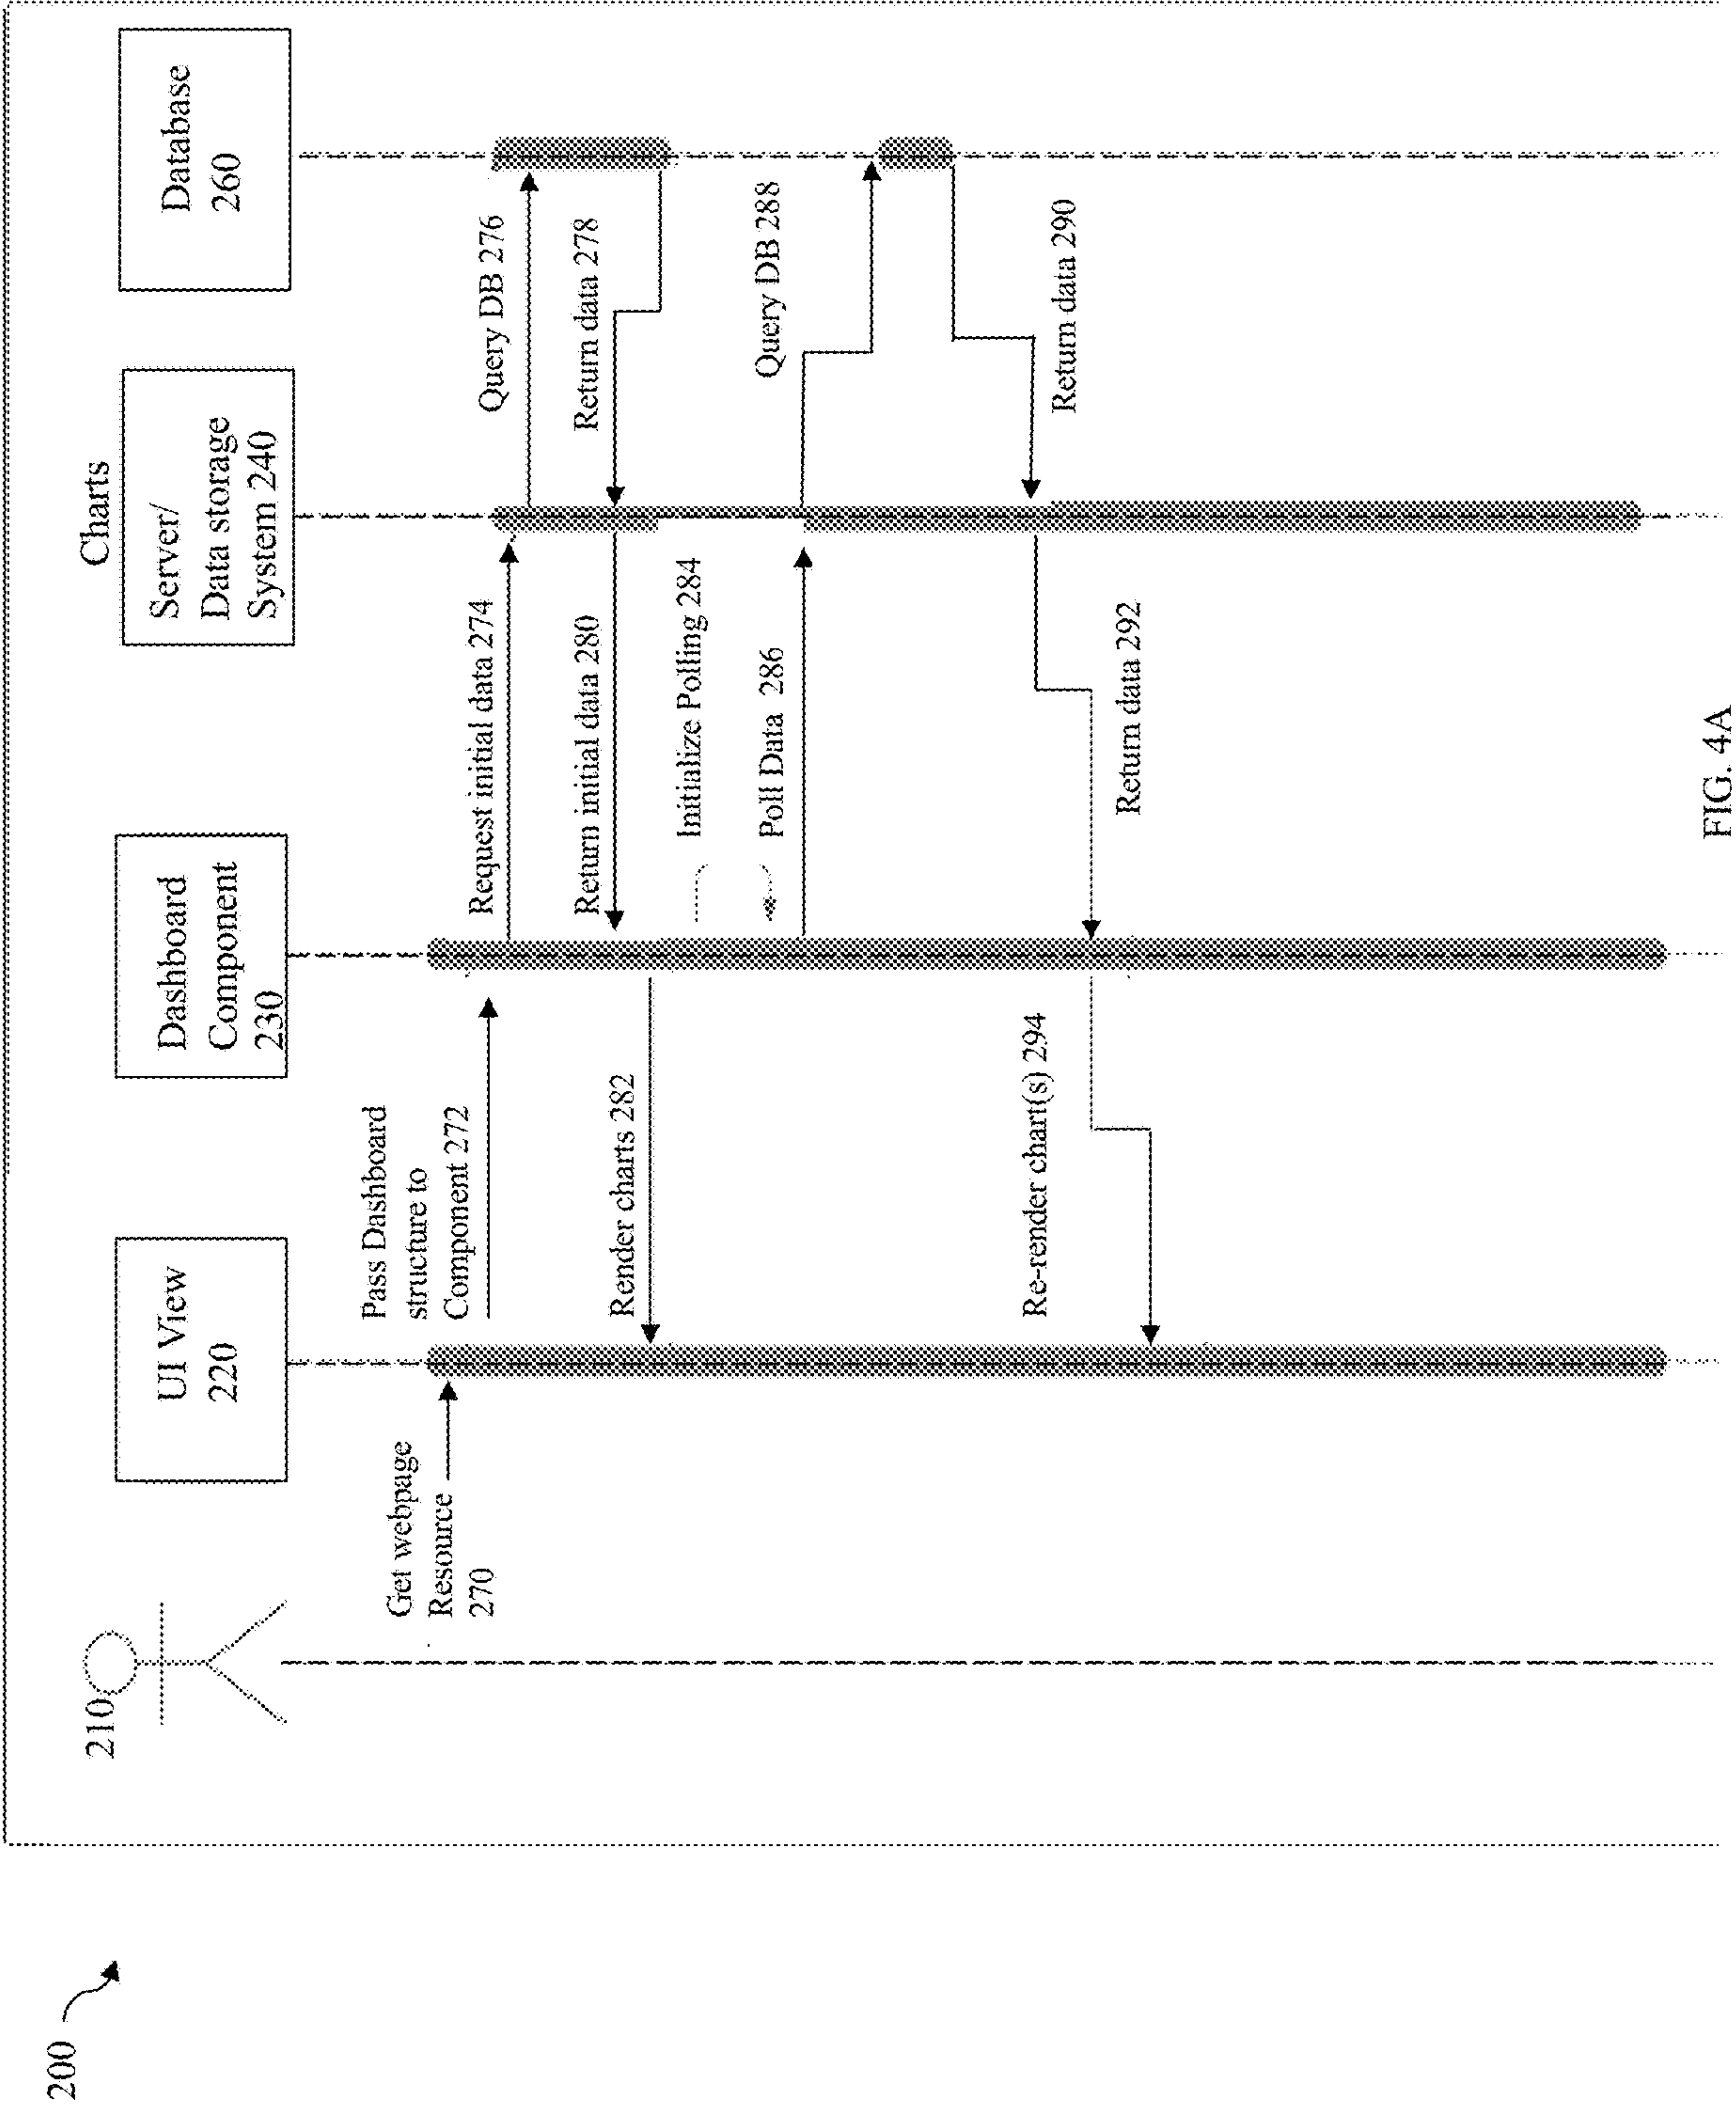 200
210
Charts
UI View
220
Dashboard
Component
230
Server/
Data storage
System 240
Database
260
Get webpage
Resource
270
Pass Dashboard
structure to
Component 272
Request initial data 274
Query DB 276
Return data 278
Return initial data 280
Render charts 282
Initialize Polling 284
Poll Data 286
Query DB 288
Return data 290
Return data 292
Re-render chart(s) 294
FIG. 4A